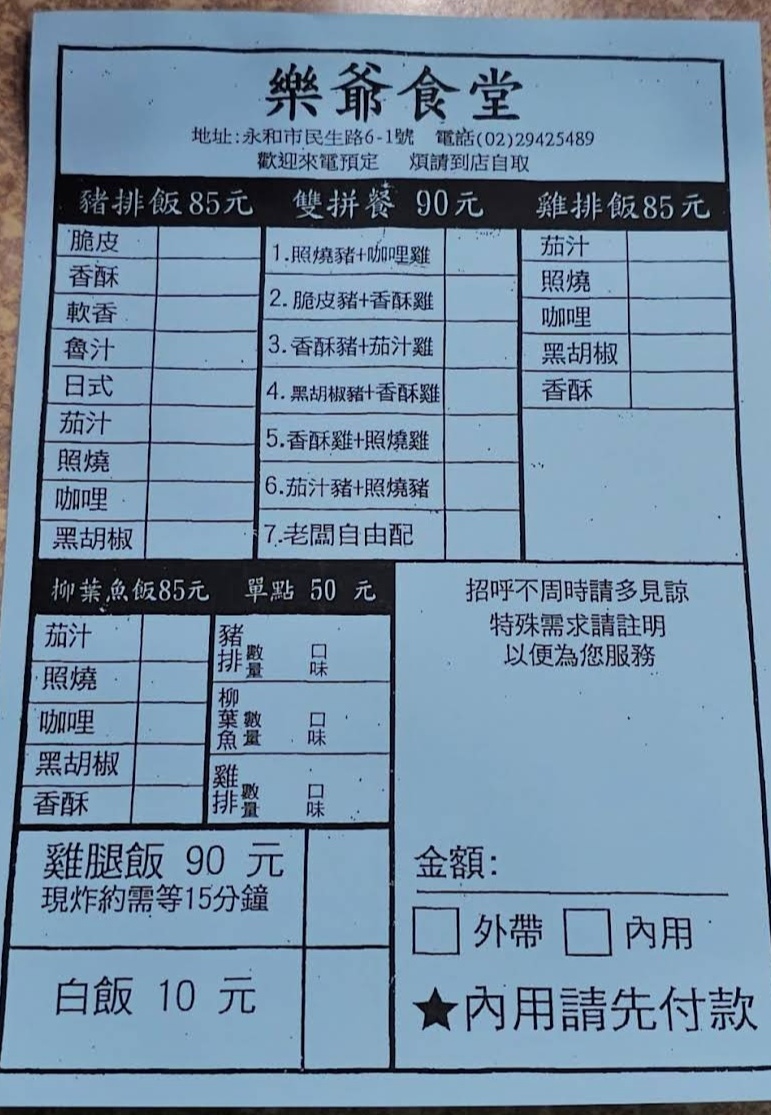 樂爺食堂
地址:永和市民生路6-1號 電話(02)29425489
歡迎來電預定 煩請到店自取
豬排飯85元
脆皮
香酥
軟香
魯汁
日式
茄汁
照燒
咖哩
黑胡椒
雙拼餐 90元
1.照燒豬+咖哩雞
2.脆皮豬+香酥雞
3.香酥豬+茄汁雞
4.黑胡椒豬+香酥雞
5.香酥雞+照燒雞
6.茄汁豬+照燒豬
7.老闆自由配
雞排飯85元
茄汁
照燒
咖哩
黑胡椒
香酥
柳葉魚飯85元
茄汁
照燒
咖哩
黑胡椒
香酥
單點 50 元
豬排 數量 口味
柳葉魚 數量 口味
雞排 數量 口味
雞腿飯 90 元
現炸約需等15分鐘
白飯 10 元
招呼不周時請多見諒
特殊需求請註明
以便為您服務
金額:
外帶 內用
★內用請先付款